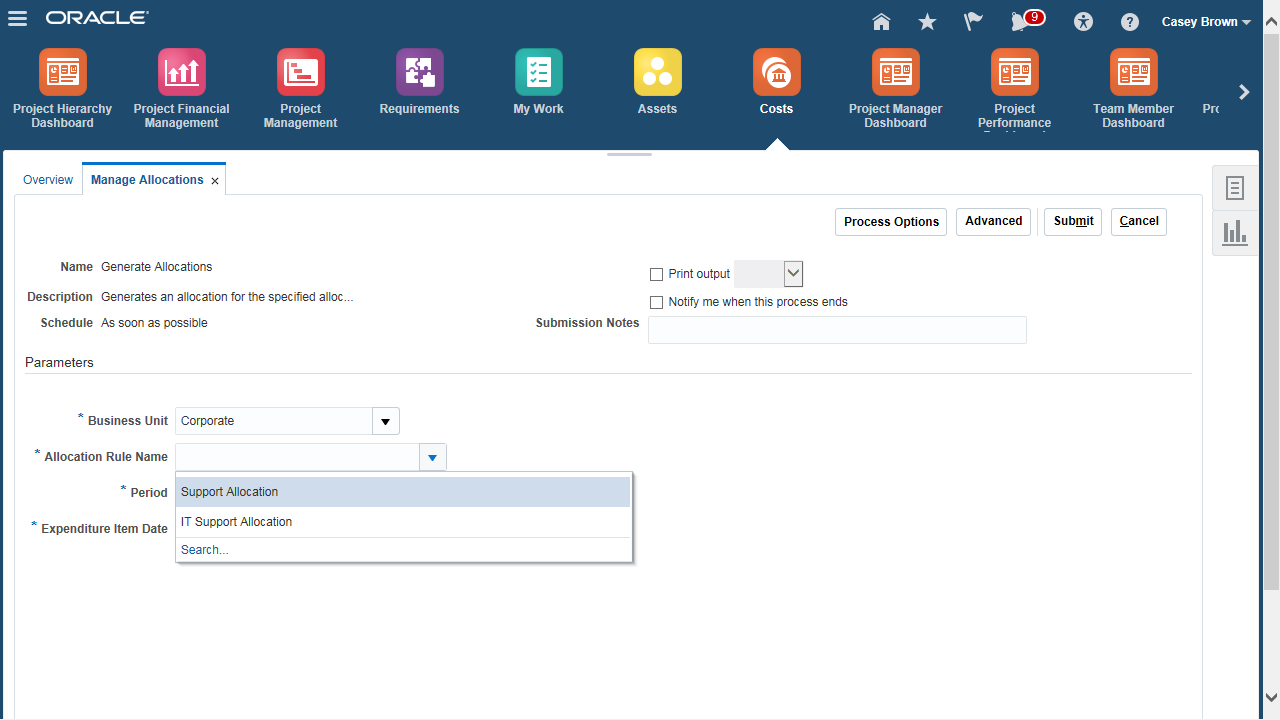 ORACLE
9
Casey Brown
Project Hierarchy Dashboard
Project Financial Management
Project Management
Requirements
My Work
Assets
Costs
Project Manager Dashboard
Project Performance
Team Member Dashboard
Overview
Manage Allocations
Process Options
Advanced
Submit
Cancel
Name Generate Allocations
Print output
Description Generates an allocation for the specified alloc...
Notify me when this process ends
Schedule As soon as possible
Submission Notes
Parameters
* Business Unit Corporate
* Allocation Rule Name
* Period
Support Allocation
IT Support Allocation
* Expenditure Item Date
Search...